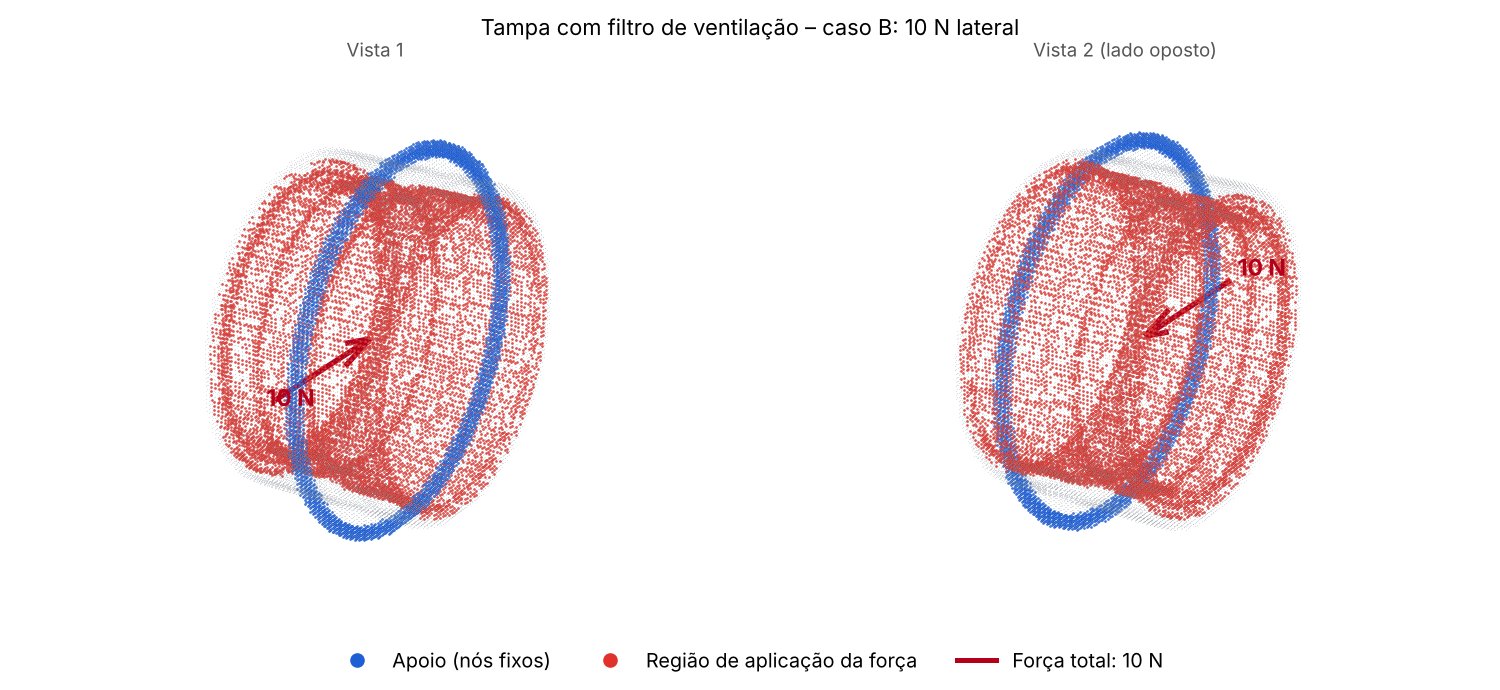 Tampa com filtro de ventilação – caso B: 10 N lateral
Vista 1
Vista 2 (lado oposto)
10 N
10 N
Apoio (nós fixos)
Região de aplicação da força
Força total: 10 N